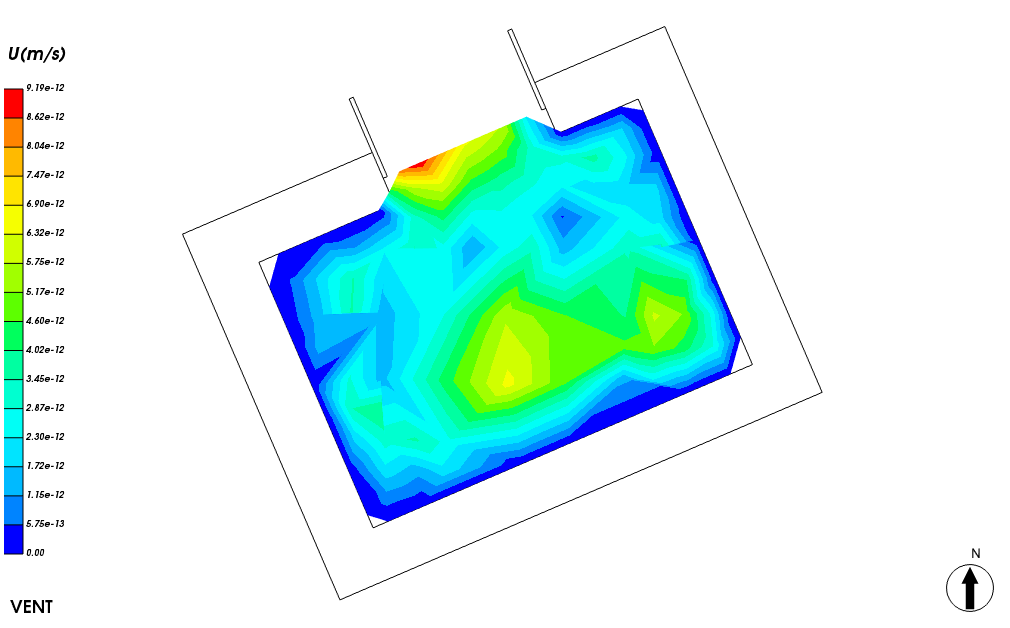 U(m/s)
9.19e-12
8.62e-12
8.04e-12
7.47e-12
6.90e-12
6.32e-12
5.75e-12
5.17e-12
4.60e-12
4.02e-12
3.45e-12
2.87e-12
2.30e-12
1.72e-12
1.15e-12
5.75e-13
0.00
N
VENT